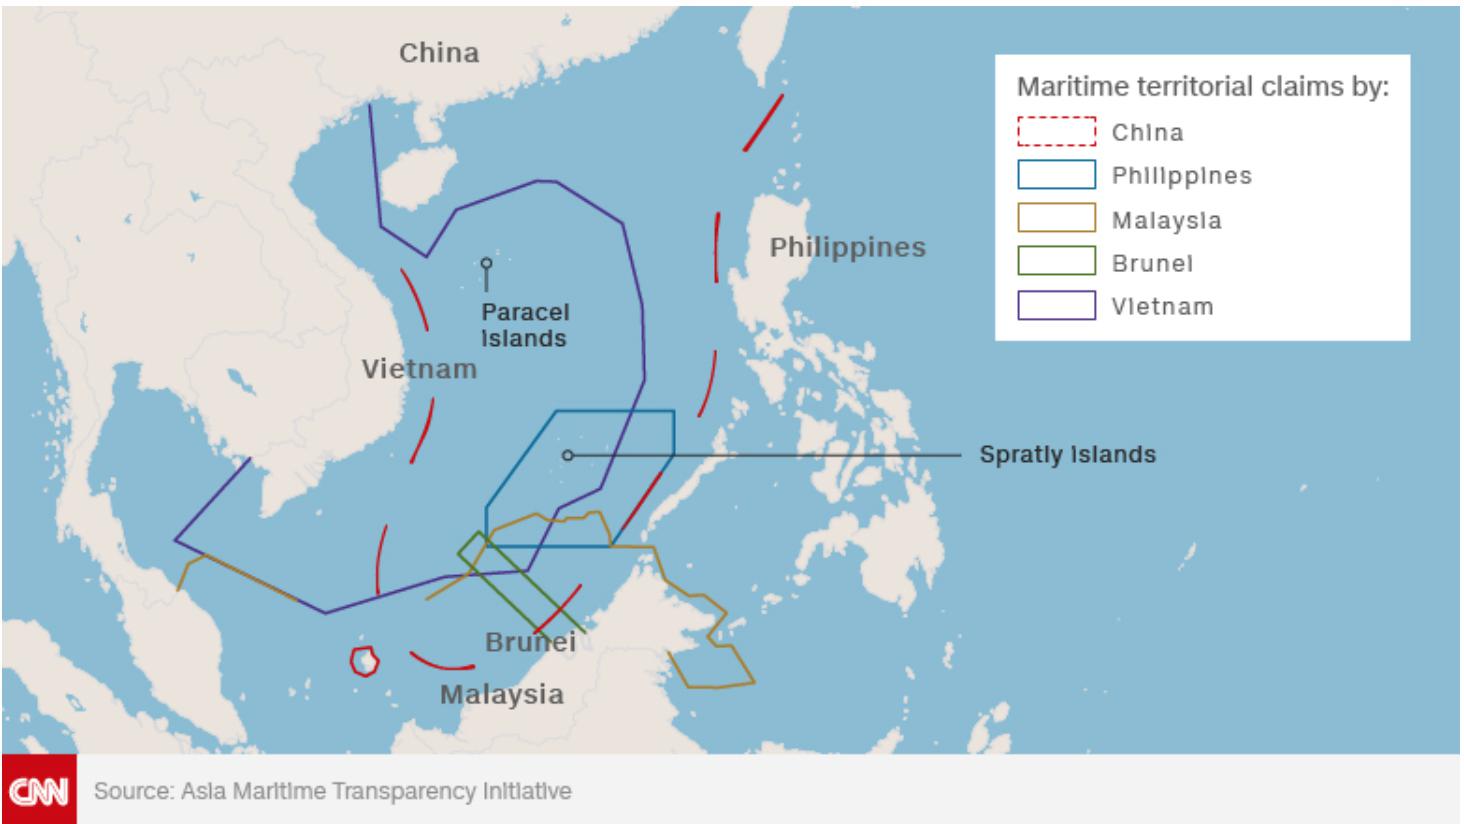 China
Maritime territorial claims by:
China
Philippines
Malaysia
Brunei
Vietnam
Philippines
Paracel
Islands
Vietnam
Spratly Islands
Brunei
Malaysia
CNN
Source: Asia Maritime Transparency Initiative